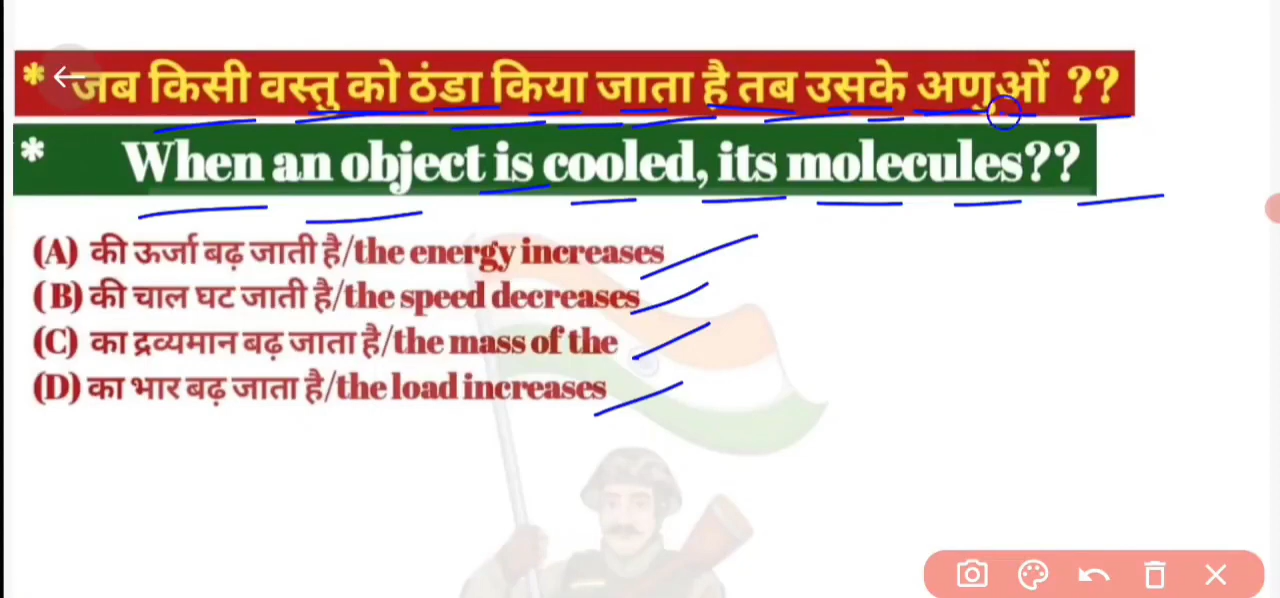 * जब किसी वस्तु को ठंडा किया जाता है तब उसके अणुओं ??
* When an object is cooled, its molecules??
(A) की ऊर्जा बढ़ जाती है/the energy increases
(B) की चाल घट जाती है/the speed decreases
(C) का द्रव्यमान बढ़ जाता है/the mass of the
(D) का भार बढ़ जाता है/the load increases